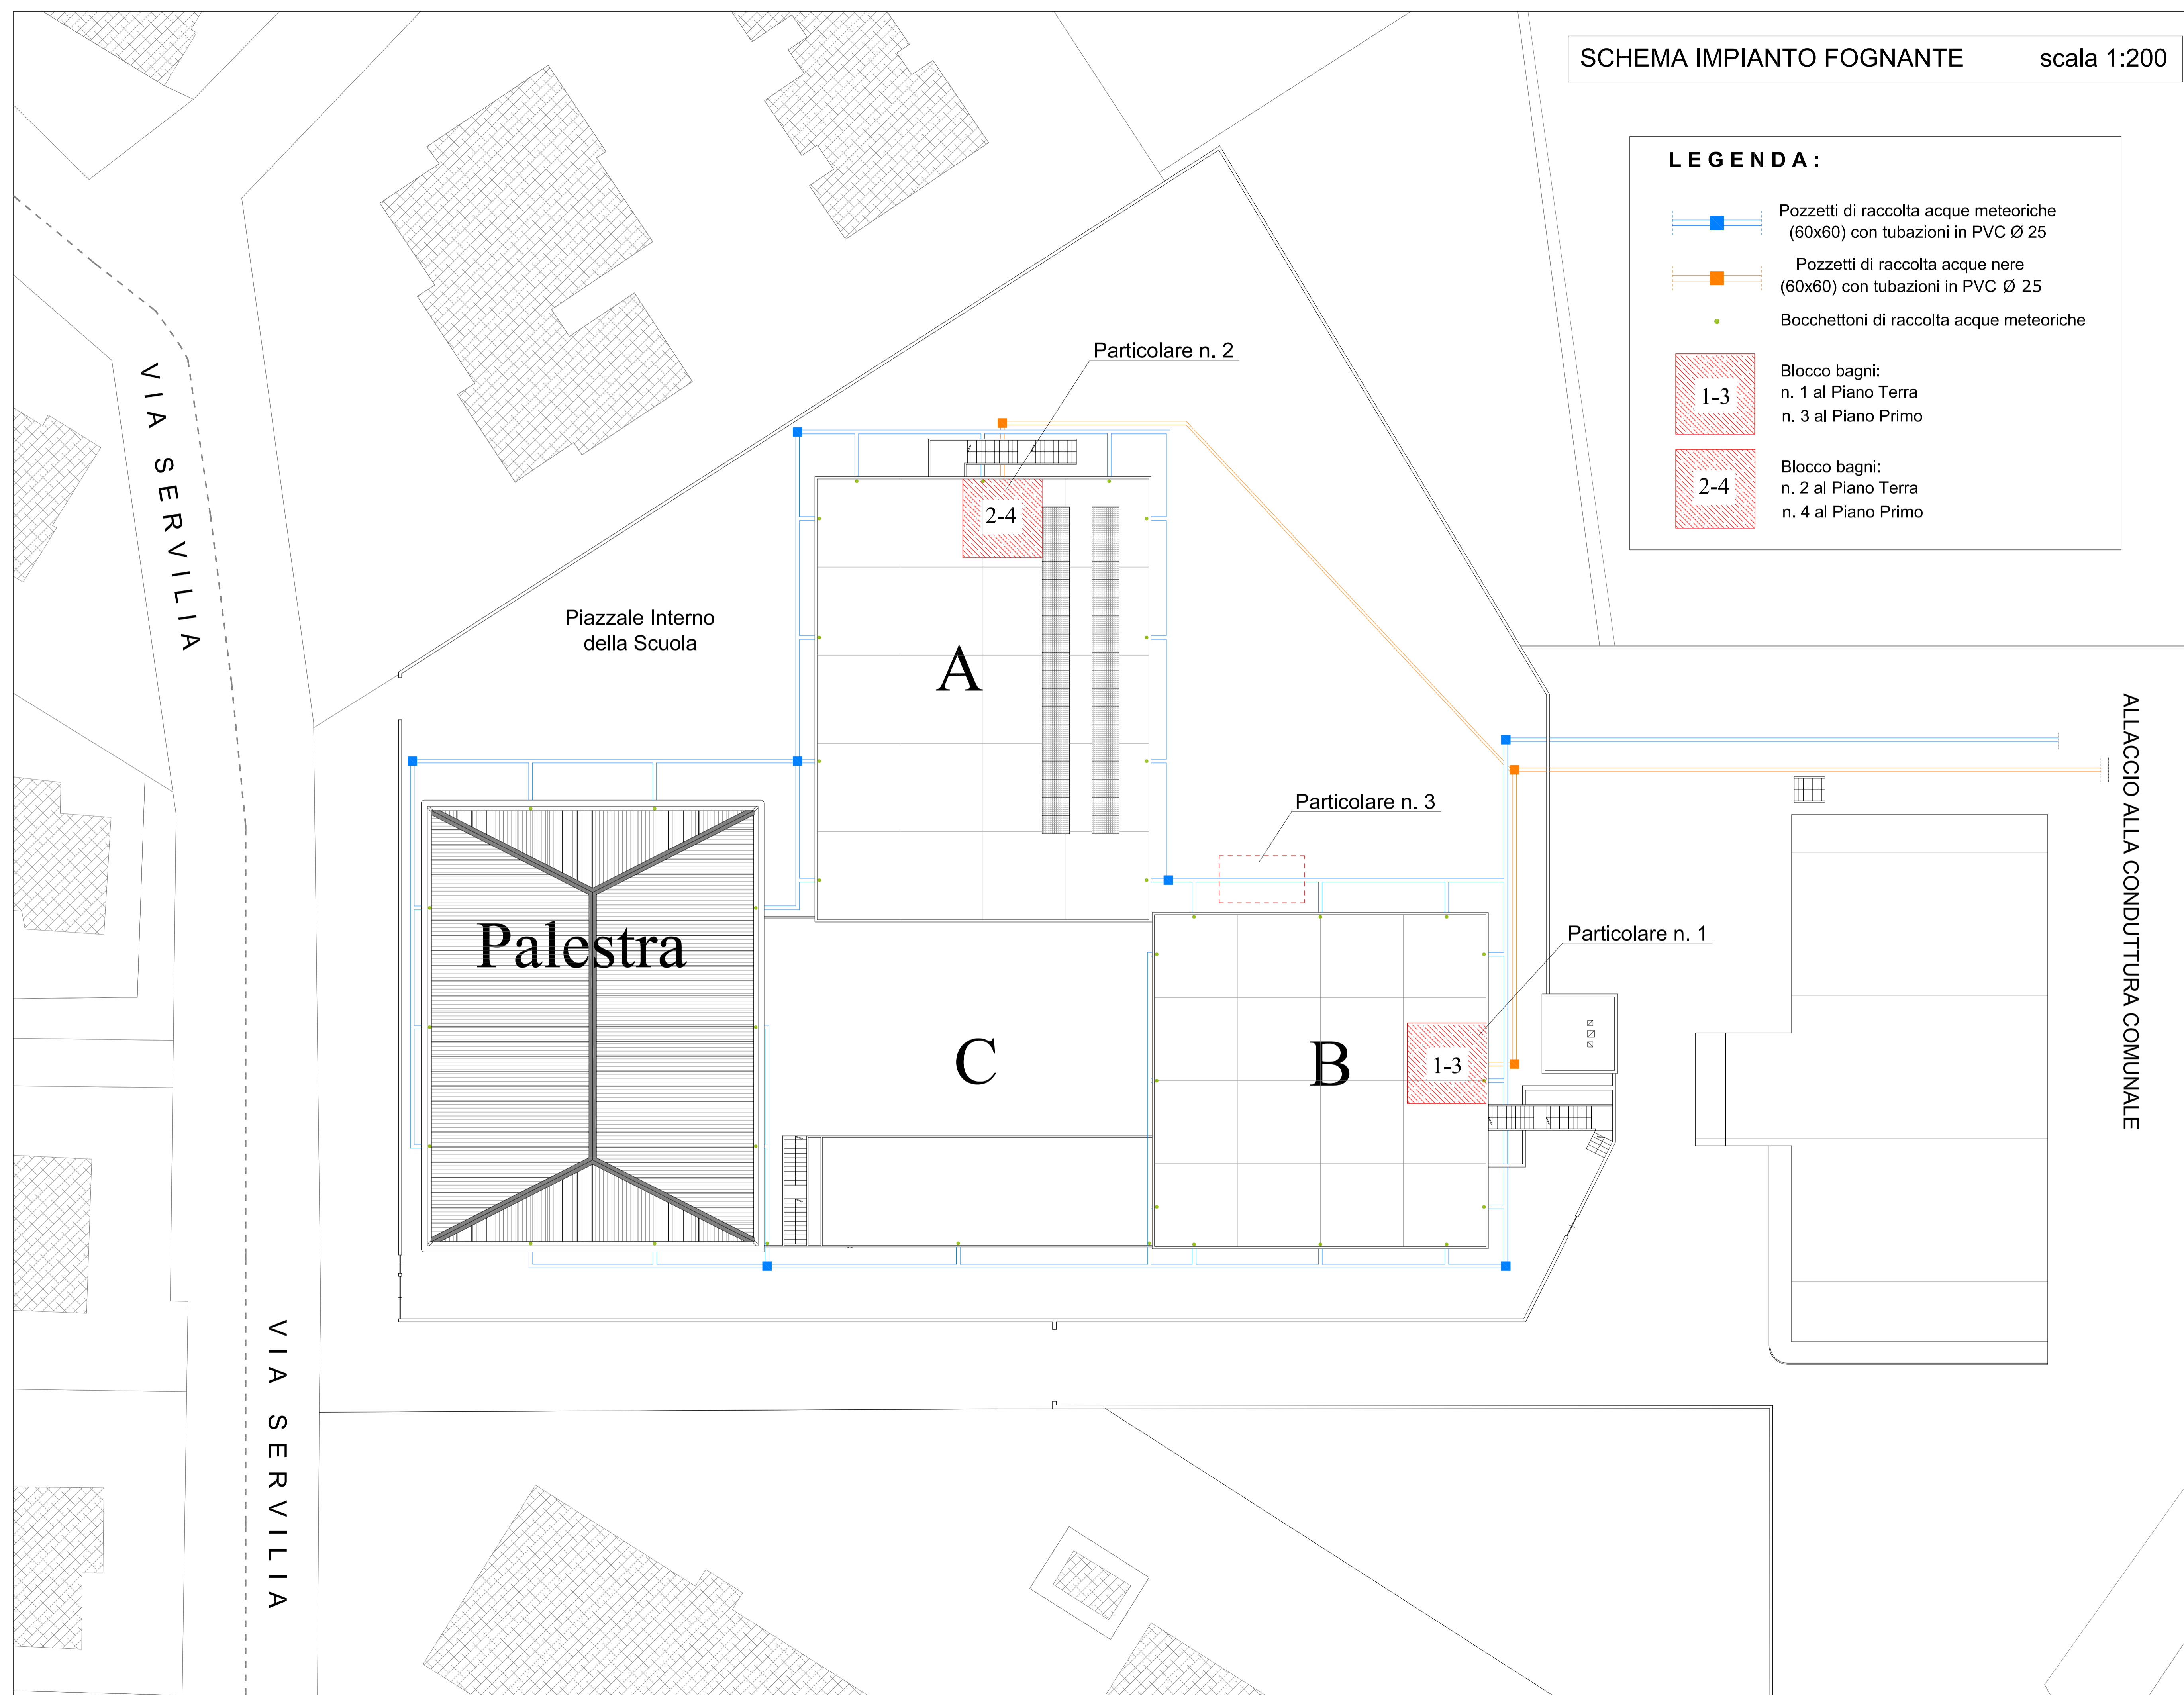 SCHEMA IMPIANTO FOGNANTE scala 1:200
LEGENDA:
Pozzetti di raccolta acque meteoriche
(60x60) con tubazioni in PVC Ø 25
Pozzetti di raccolta acque nere
(60x60) con tubazioni in PVC Ø 25
Bocchettoni di raccolta acque meteoriche
1-3
Blocco bagni:
n. 1 al Piano Terra
n. 3 al Piano Primo
2-4
Blocco bagni:
n. 2 al Piano Terra
n. 4 al Piano Primo
Particolare n. 2
VIA SERVILIA
2-4
Piazzale Interno
della Scuola
A
Particolare n. 3
ALLACCIO ALLA CONDUTTURA COMUNALE
Palestra
Particolare n. 1
C
B
1-3
VIA SERVILIA